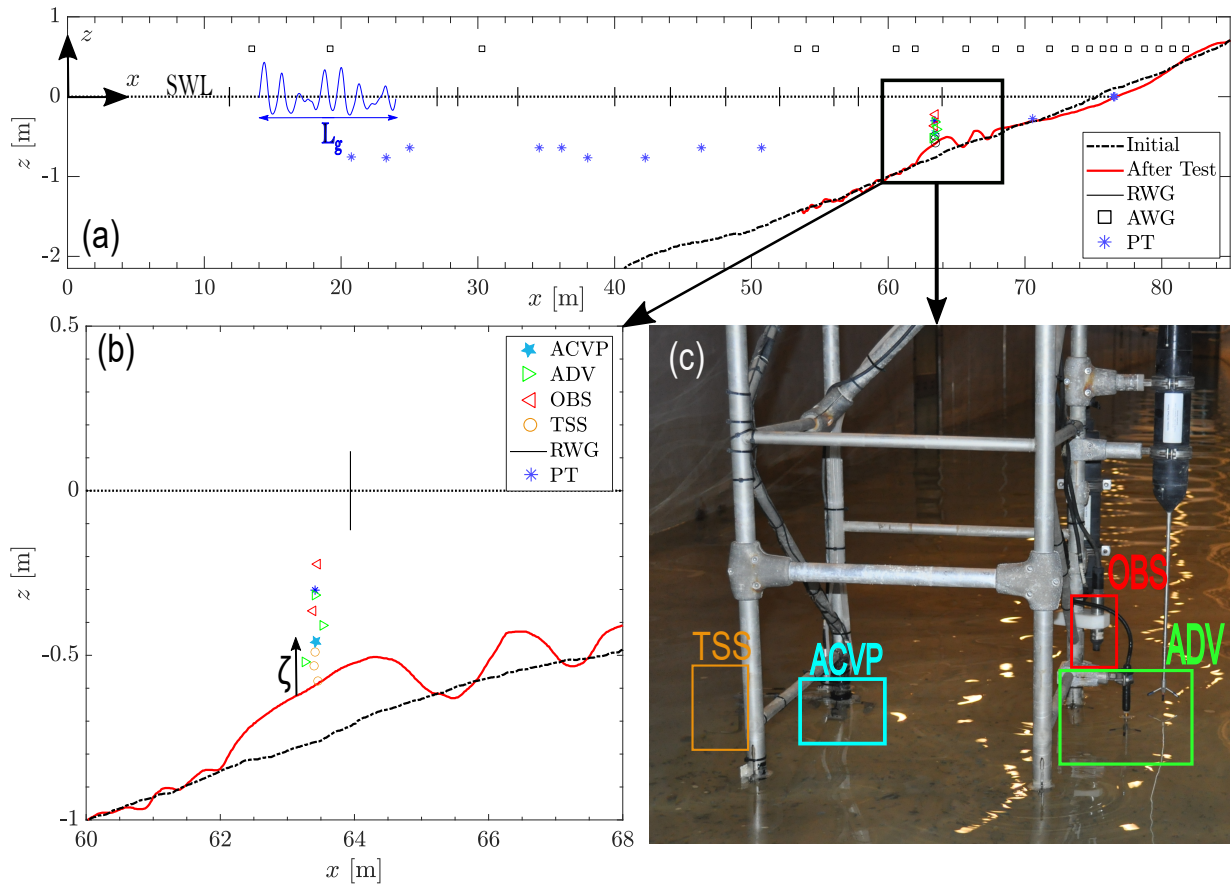 1
z
x
SWL
0
z [m]
L_g
-1
-2
(a)
Initial
After Test
RWG
AWG
PT
0 10 20 30 40 50 60 70 80
x [m]
0.5
(b)
ACVP
ADV
OBS
TSS
RWG
PT
0
z [m]
-0.5
ζ
-1
60 62 64 66 68
x [m]
(c)
OBS
TSS
ACVP
ADV